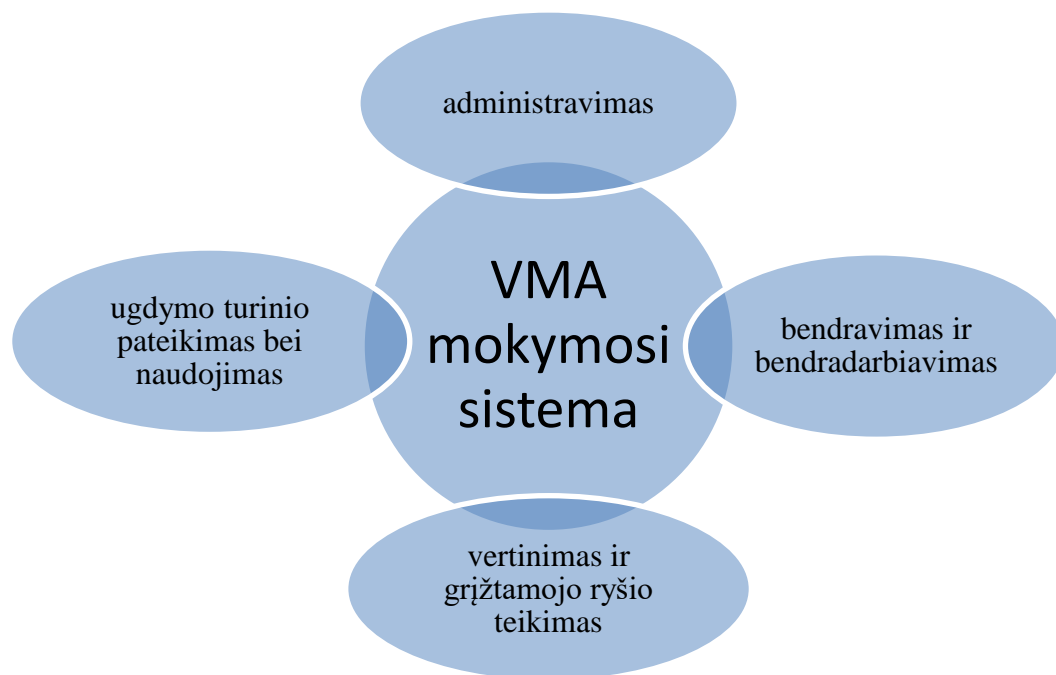 administravimas
VMA
mokymosi
sistema
ugdymo turinio
pateikimas bei
naudojimas
bendravimas ir
bendradarbiavimas
vertinimas ir
grįžtamojo ryšio
teikimas